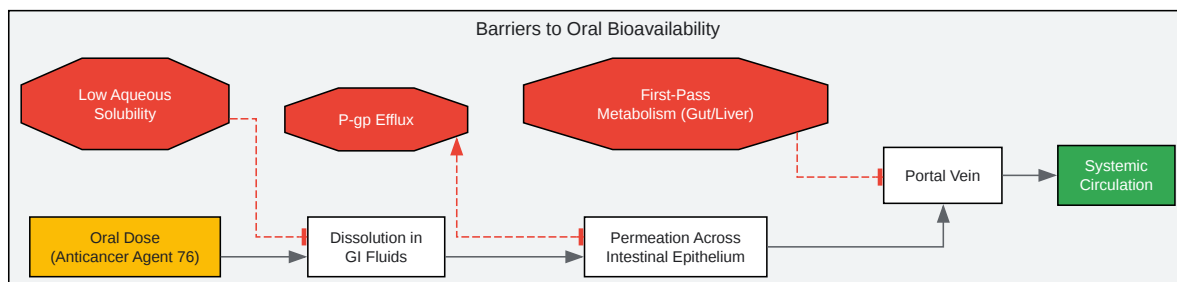 Barriers to Oral Bioavailability
Low Aqueous
Solubility
P-gp Efflux
First-Pass
Metabolism (Gut/Liver)
Portal Vein
Systemic
Circulation
Oral Dose
(Anticancer Agent 76)
Dissolution in
GI Fluids
Permeation Across
Intestinal Epithelium